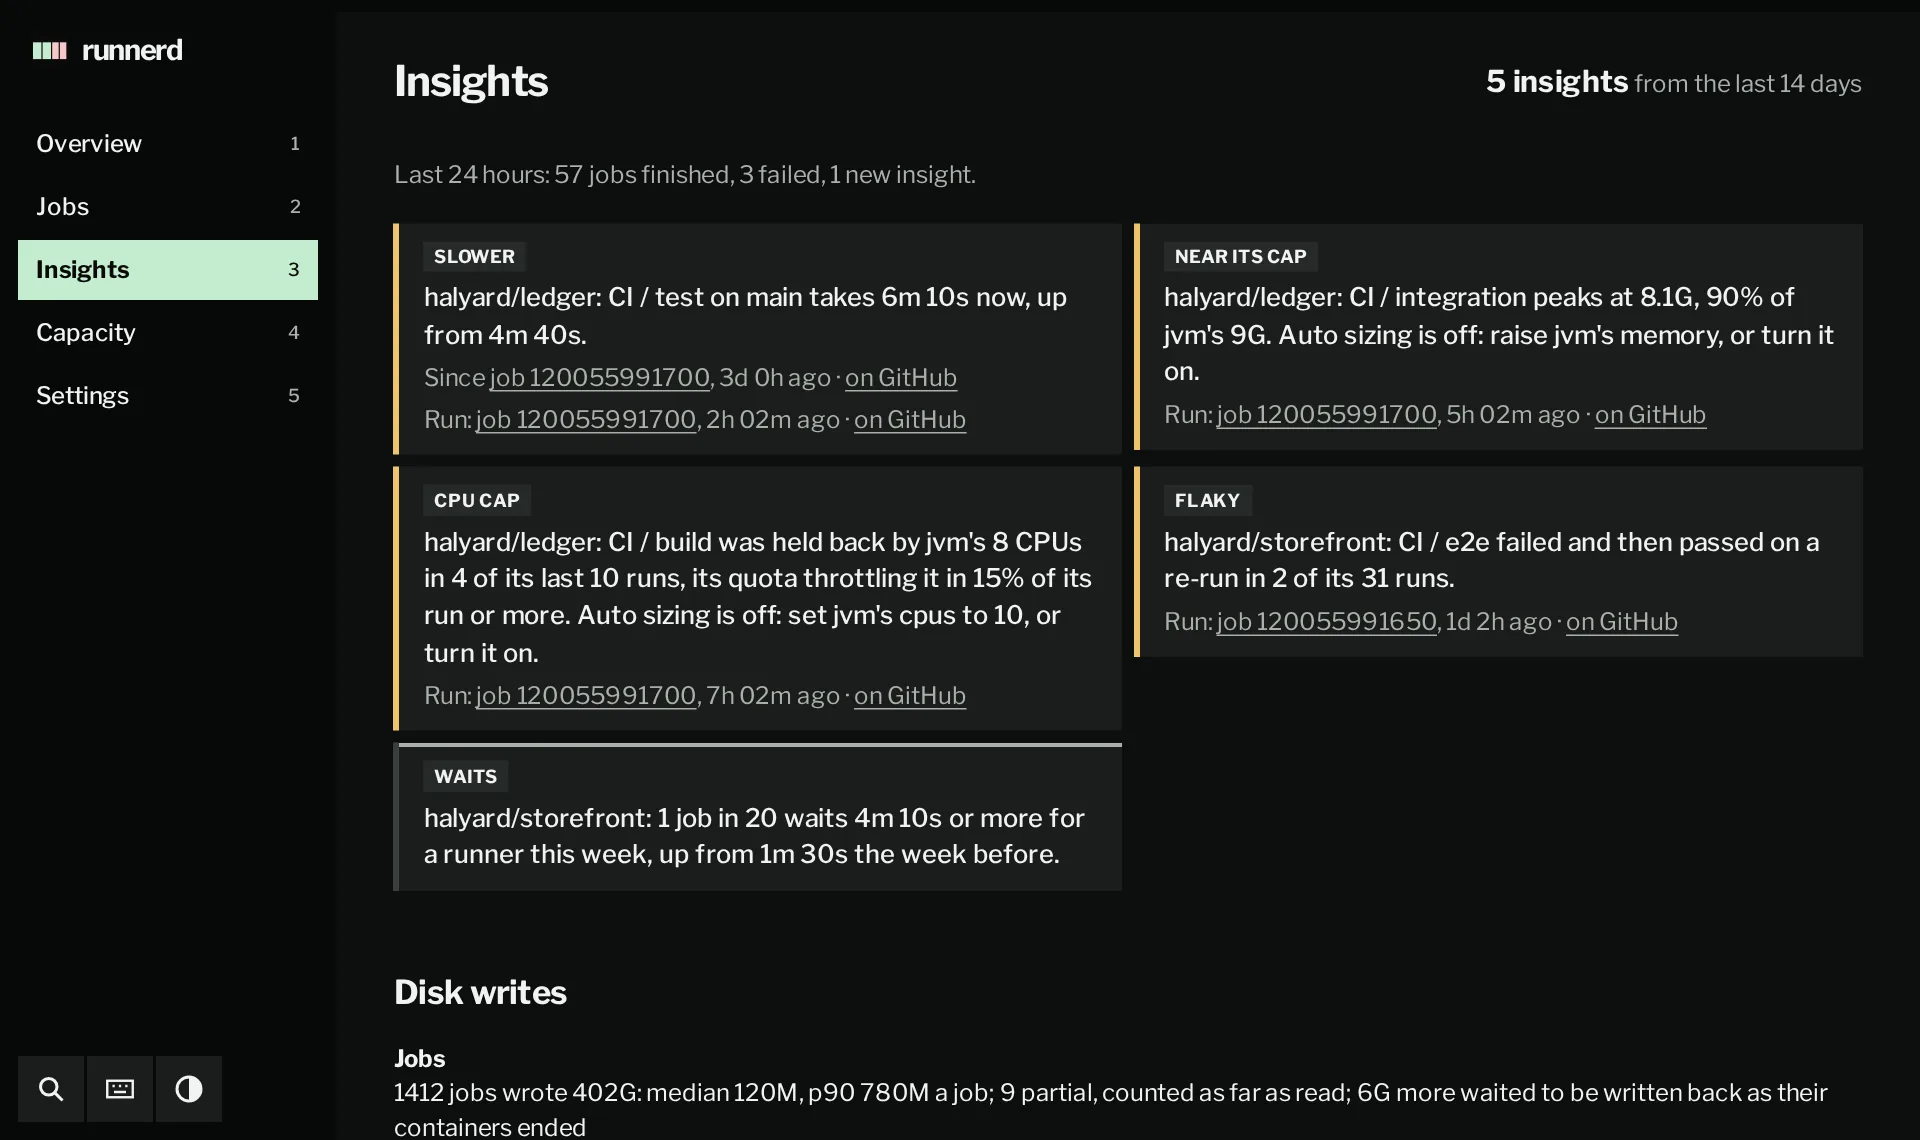 runnerd
Overview 1
Jobs 2
Insights 3
Capacity 4
Settings 5
Insights
5 insights from the last 14 days
Last 24 hours: 57 jobs finished, 3 failed, 1 new insight.
SLOWER
halyard/ledger: CI / test on main takes 6m 10s now, up
from 4m 40s.
Since job 120055991700, 3d 0h ago · on GitHub
Run: job 120055991700, 2h 02m ago · on GitHub
NEAR ITS CAP
halyard/ledger: CI / integration peaks at 8.1G, 90% of
jvm's 9G. Auto sizing is off: raise jvm's memory, or turn it
on.
Run: job 120055991700, 5h 02m ago · on GitHub
CPU CAP
halyard/ledger: CI / build was held back by jvm's 8 CPUs
in 4 of its last 10 runs, its quota throttling it in 15% of its
run or more. Auto sizing is off: set jvm's cpus to 10, or
turn it on.
Run: job 120055991700, 7h 02m ago · on GitHub
FLAKY
halyard/storefront: CI / e2e failed and then passed on a
re-run in 2 of its 31 runs.
Run: job 120055991650, 1d 2h ago · on GitHub
WAITS
halyard/storefront: 1 job in 20 waits 4m 10s or more for
a runner this week, up from 1m 30s the week before.
Disk writes
Jobs
1412 jobs wrote 402G: median 120M, p90 780M a job; 9 partial, counted as far as read; 6G more waited to be written back as their
containers ended